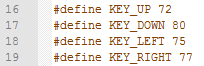 16 #define KEY_UP 72
17 #define KEY_DOWN 80
18 #define KEY_LEFT 75
19 #define KEY_RIGHT 77